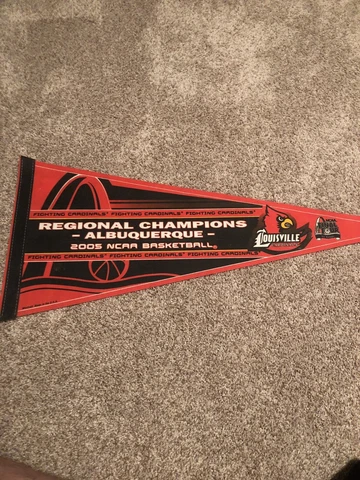 FIGHTING CARDINALS FIGHTING CARDINALS FIGHTING CARDINALS
REGIONAL CHAMPIONS
- ALBUQUERQUE -
2005 NCAA BASKETBALL®
FIGHTING CARDINALS FIGHTING CARDINALS FIGHTING CARDINALS
LOUISVILLE